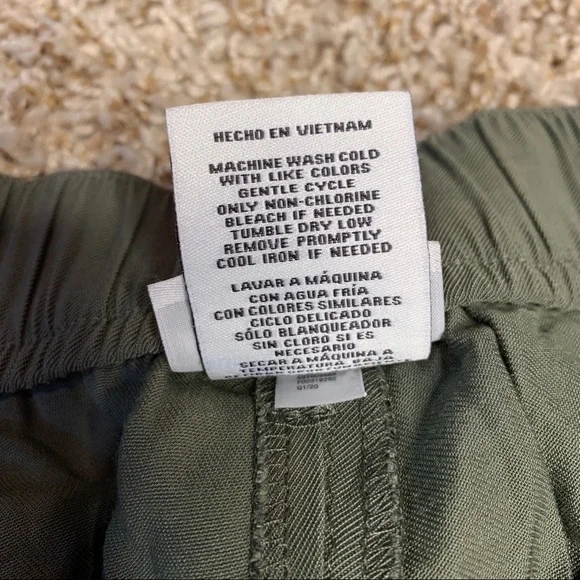 HECHO EN VIETNAM
MACHINE WASH COLD
WITH LIKE COLORS
GENTLE CYCLE
ONLY NON-CHLORINE
BLEACH IF NEEDED
TUMBLE DRY LOW
REMOVE PROMPTLY
COOL IRON IF NEEDED
LAVAR A MÁQUINA
CON AGUA FRÍA
CON COLORES SIMILARES
CICLO DELICADO
SÓLO BLANQUEADOR
SIN CLORO SI ES
NECESARIO
SECAR A MÁQUINA A
TEMPERATURA BAJA